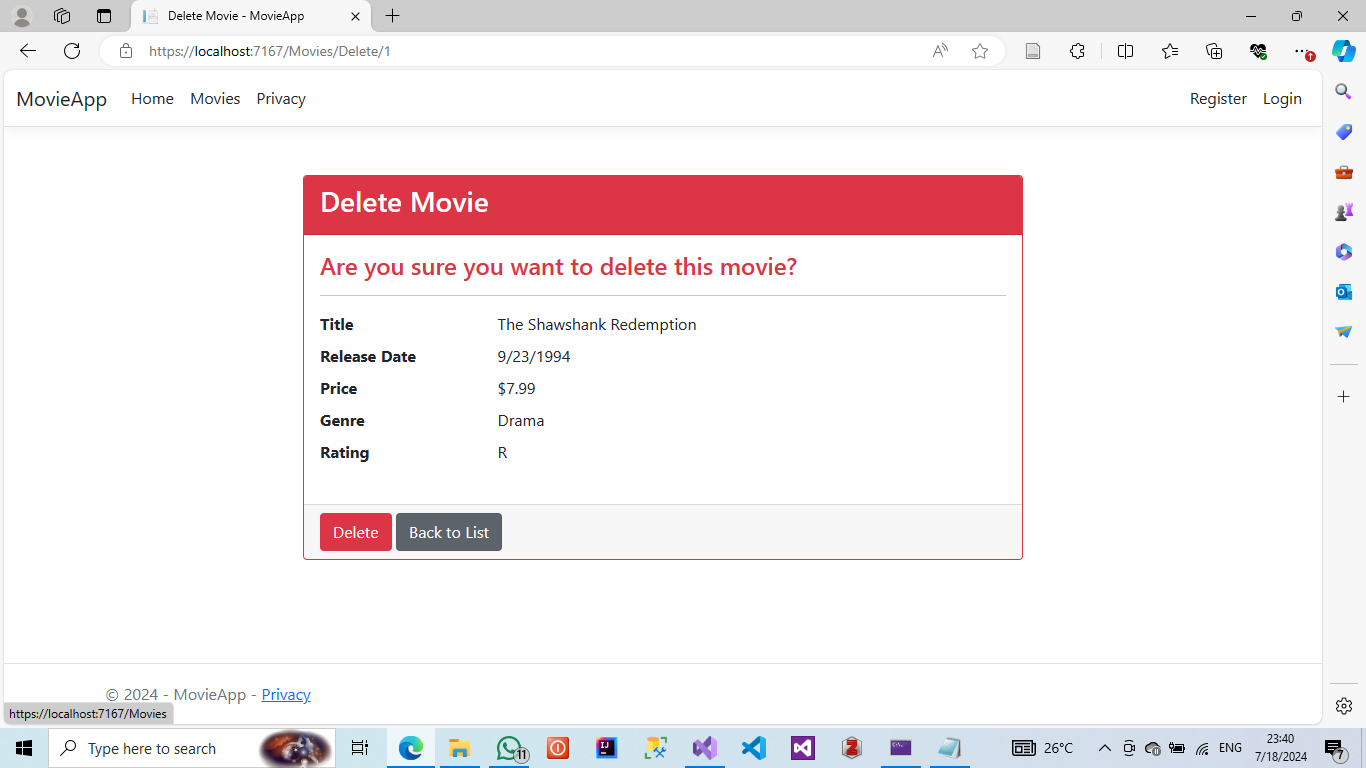 Delete Movie - MovieApp
https://localhost:7167/Movies/Delete/1
MovieApp Home Movies Privacy Register Login
Delete Movie
Are you sure you want to delete this movie?
Title The Shawshank Redemption
Release Date 9/23/1994
Price $7.99
Genre Drama
Rating R
Delete Back to List
© 2024 - MovieApp - Privacy
https://localhost:7167/Movies
Type here to search 11 26°C ENG 23:40
7/18/2024 7